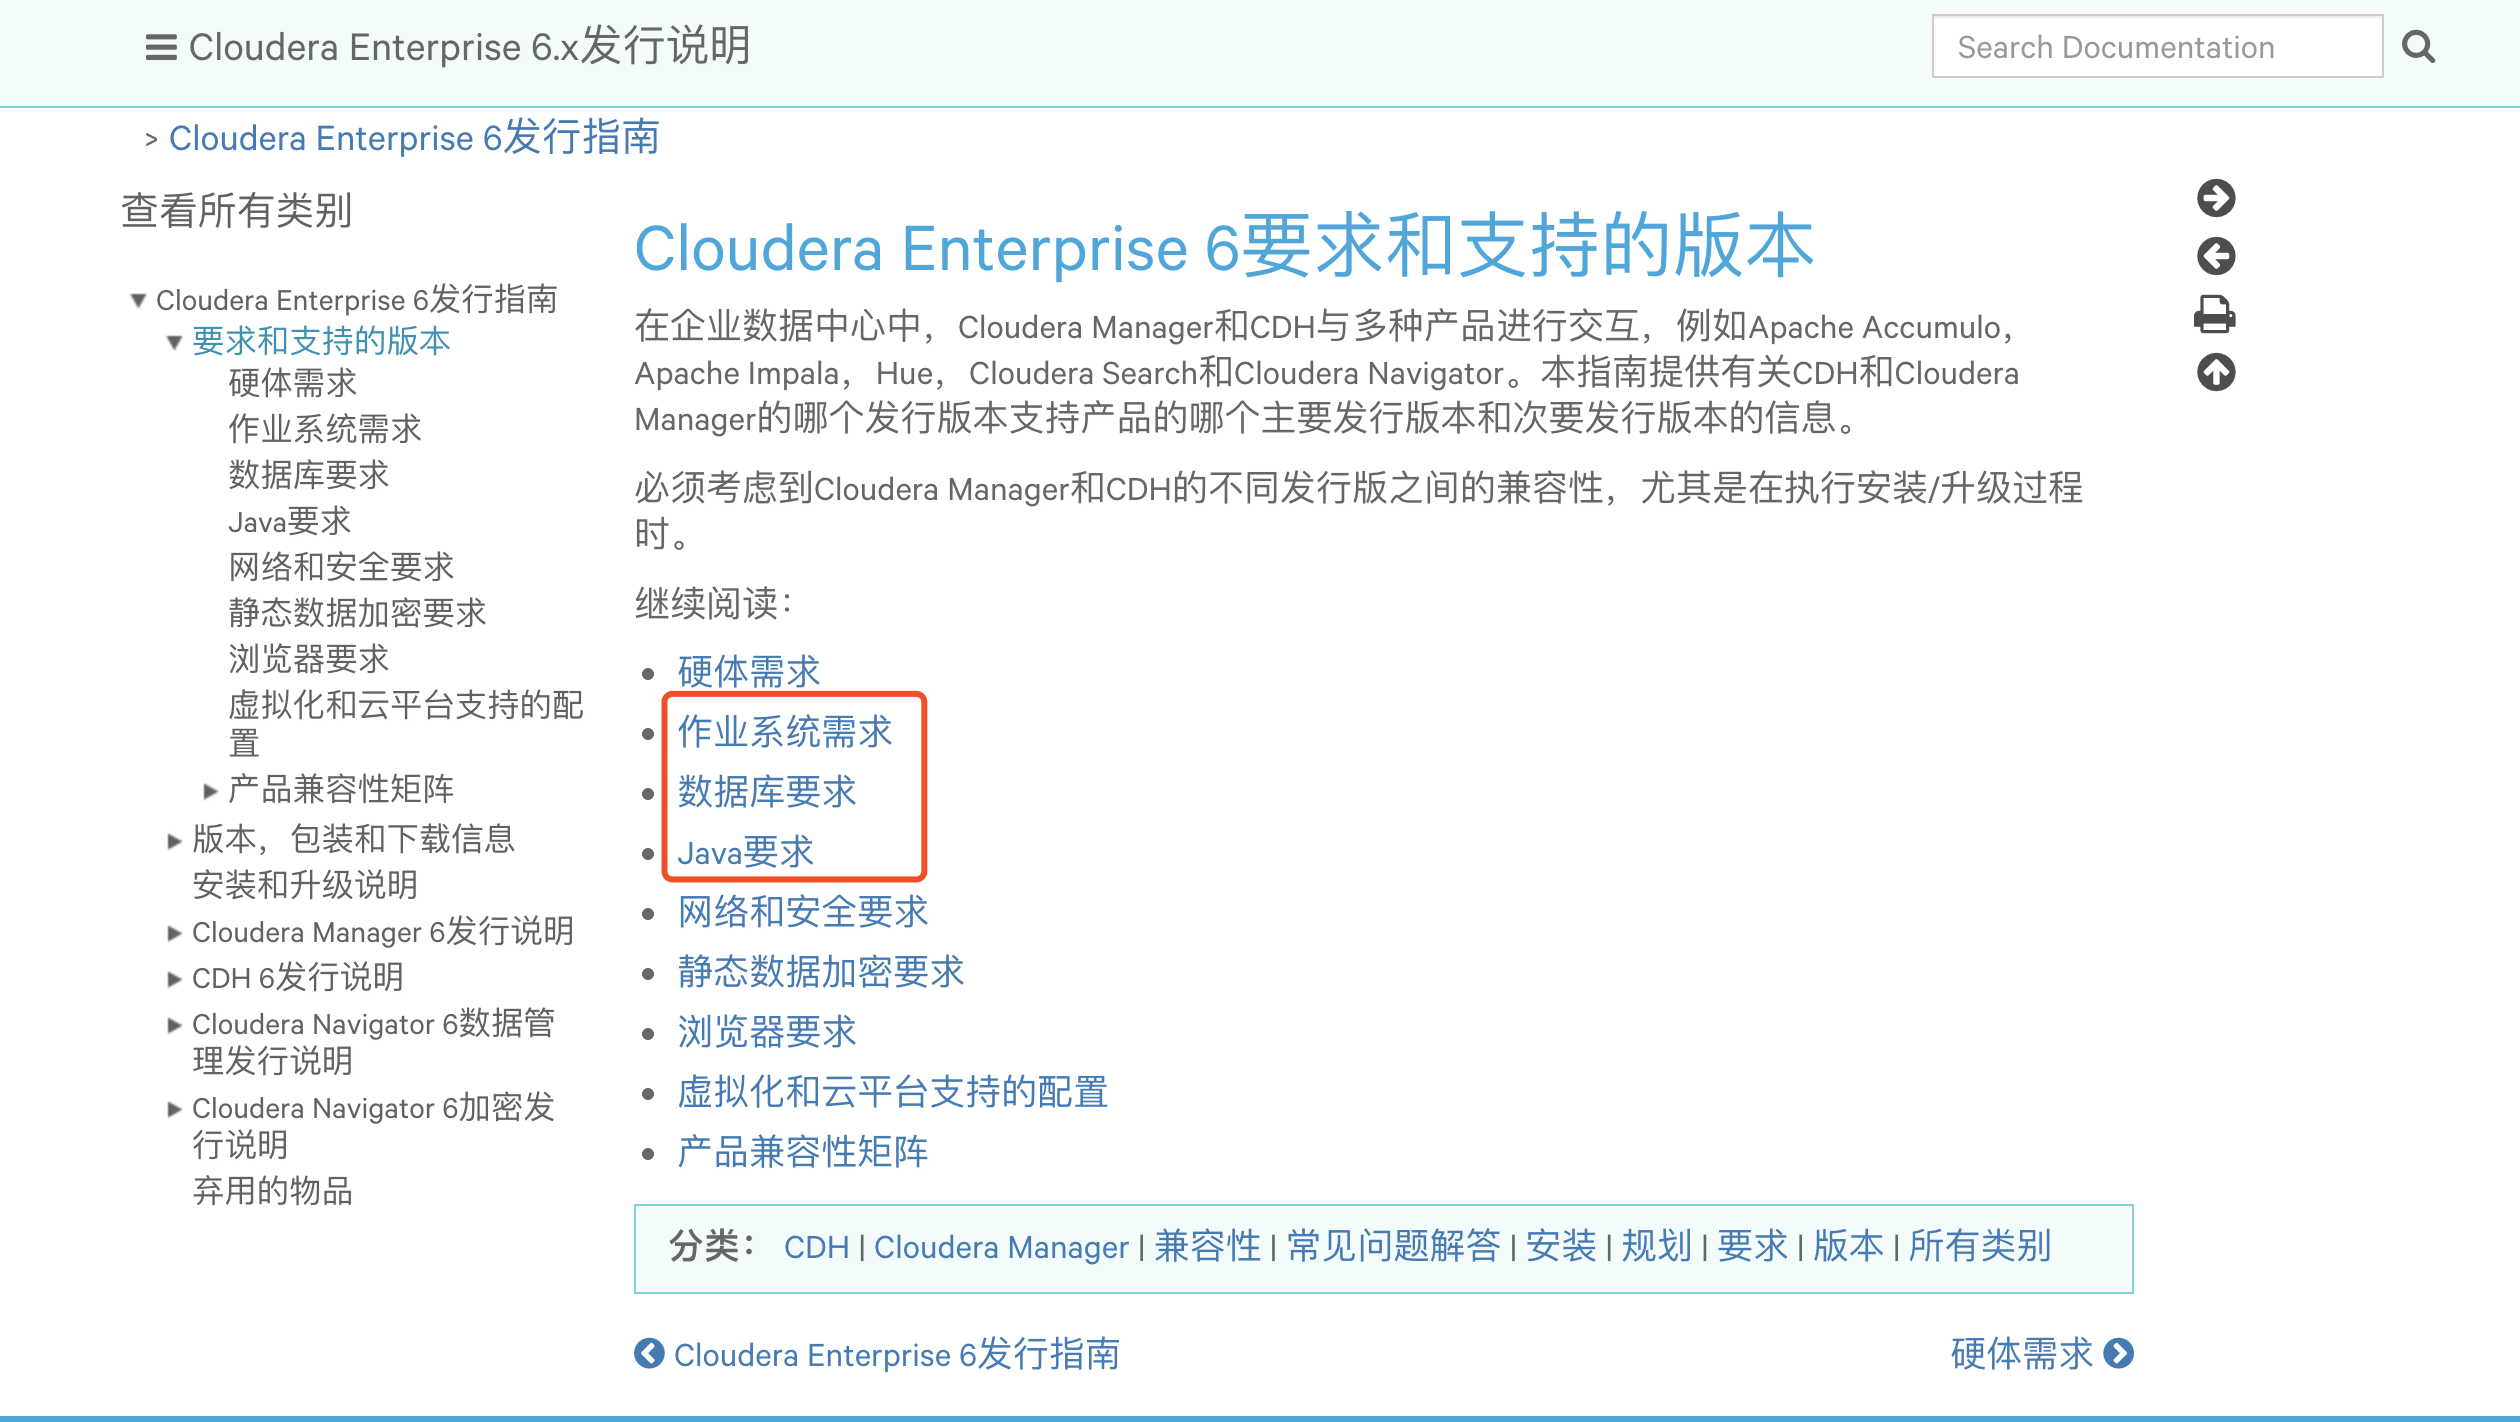 Cloudera Enterprise 6.x发行说明
Search Documentation
> Cloudera Enterprise 6发行指南
查看所有类别
Cloudera Enterprise 6发行指南
要求和支持的版本
硬体需求
作业系统需求
数据库要求
Java要求
网络和安全要求
静态数据加密要求
浏览器要求
虚拟化和云平台支持的配
置
产品兼容性矩阵
版本，包装和下载信息
安装和升级说明
Cloudera Manager 6发行说明
CDH 6发行说明
Cloudera Navigator 6数据管
理发行说明
Cloudera Navigator 6加密发
行说明
弃用的物品
Cloudera Enterprise 6要求和支持的版本
在企业数据中心中，Cloudera Manager和CDH与多种产品进行交互，例如Apache Accumulo，
Apache Impala，Hue，Cloudera Search和Cloudera Navigator。本指南提供有关CDH和Cloudera
Manager的哪个发行版本支持产品的哪个主要发行版本和次要发行版本的信息。
必须考虑到Cloudera Manager和CDH的不同发行版之间的兼容性，尤其是在执行安装/升级过程
时。
继续阅读：
硬体需求
作业系统需求
数据库要求
Java要求
网络和安全要求
静态数据加密要求
浏览器要求
虚拟化和云平台支持的配置
产品兼容性矩阵
分类： CDH | Cloudera Manager | 兼容性 | 常见问题解答 | 安装 | 规划 | 要求 | 版本 | 所有类别
Cloudera Enterprise 6发行指南
硬体需求